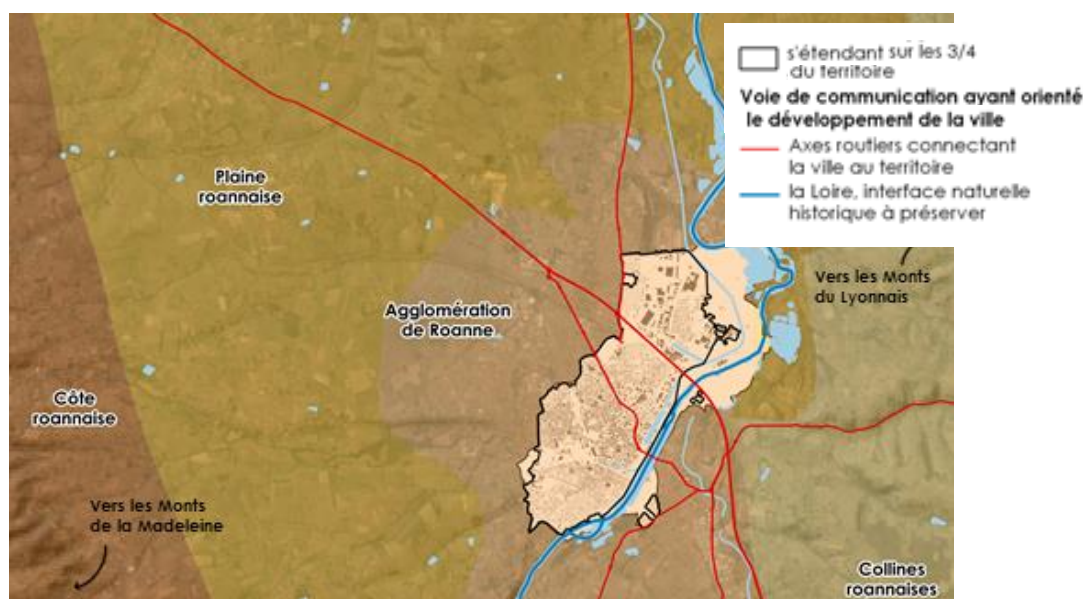 s'étendant sur les 3/4
du territoire
Voie de communication ayant orienté
le développement de la ville
Axes routiers connectant
la ville au territoire
la Loire, interface naturelle
historique à préserver
Plaine
roannaise
Vers les Monts
du Lyonnais
Agglomération
de Roanne
Côte
roannaise
Vers les Monts
de la Madeleine
Collines
roannaises